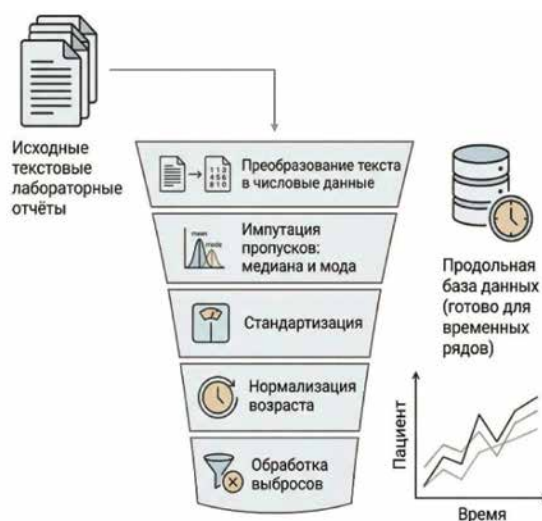 Исходные
текстовые
лабораторные
отчёты
Преобразование текста
в числовые данные
Импутация
пропусков:
медиана и мода
Стандартизация
Нормализация
возраста
Обработка
выбросов
Продольная
база данных
(готово для
временных
рядов)
Пациент
Время